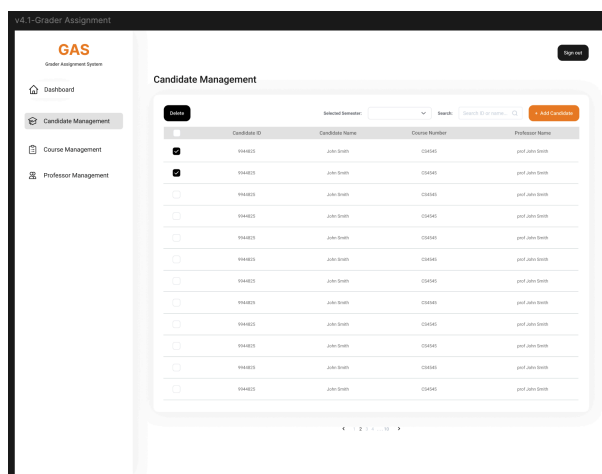 v4.1-Grader Assignment
GAS
Grader Assignment System
Sign out
Dashboard
Candidate Management
Course Management
Professor Management
Candidate Management
Delete
Selected Semester:
Search:
Search ID or name...
+ Add Candidate
Candidate ID Candidate Name Course Number Professor Name
9944825 John Smith CS4545 prof John Smith
9944825 John Smith CS4545 prof John Smith
9944825 John Smith CS4545 prof John Smith
9944825 John Smith CS4545 prof John Smith
9944825 John Smith CS4545 prof John Smith
9944825 John Smith CS4545 prof John Smith
9944825 John Smith CS4545 prof John Smith
9944825 John Smith CS4545 prof John Smith
9944825 John Smith CS4545 prof John Smith
9944825 John Smith CS4545 prof John Smith
9944825 John Smith CS4545 prof John Smith
9944825 John Smith CS4545 prof John Smith
1 2 3 4 ... 10